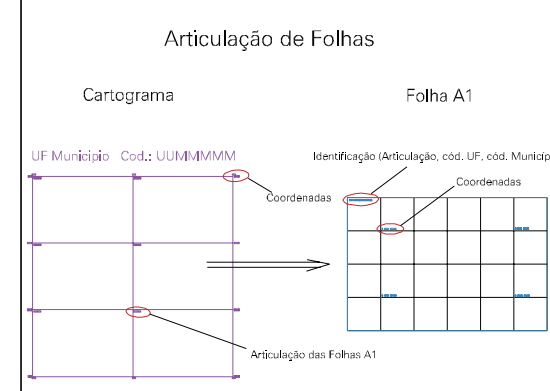 Articulação de Folhas
Cartograma
Folha A1
UF Municipio Cod.: UUMMMMM
Identificação (Articulação, cód. UF, cód. Municíp
Coordenadas
Coordenadas
Articulação das Folhas A1